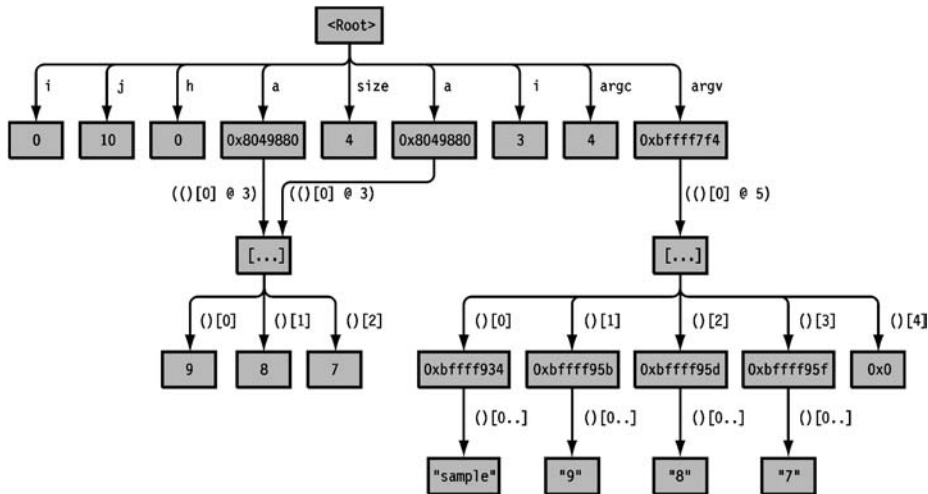 <Root>
i j h a size a i argc argv
0 10 0 0x8049880 4 0x8049880 3 4 0xbffff7f4
(()[0] @ 3) (()[0] @ 3) (()[0] @ 5)
[...] [...]
()[0] ()[1] ()[2] ()[0] ()[1] ()[2] ()[3] ()[4]
9 8 7 0xbffff934 0xbffff95b 0xbffff95d 0xbffff95f 0x0
()[0..] ()[0..] ()[0..] ()[0..]
"sample" "9" "8" "7"